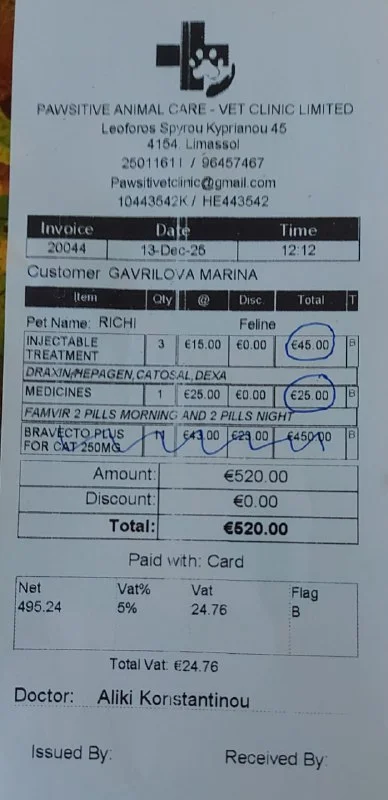 PAWSITIVE ANIMAL CARE - VET CLINIC LIMITED
Leoforos Spyrou Kyprianou 45
4154, Limassol
25011611 / 96457467
Pawsitivetclinic@gmail.com
10443542K / HE443542
Invoice Date Time
20044 13-Dec-25 12:12
Customer GAVRILOVA MARINA
Item Qty @ Disc. Total T
Pet Name: RICHI Feline
INJECTABLE TREATMENT 3 €15.00 €0.00 €45.00 B
DRAXIN,HEPAGEN,CATOSAL,DEXA
MEDICINES 1 €25.00 €0.00 €25.00 B
FAMVIR 2 PILLS MORNING AND 2 PILLS NIGHT
BRAVECTO PLUS FOR CAT 250MG €43.00 €23.00 €450.00 B
Amount: €520.00
Discount: €0.00
Total: €520.00
Paid with: Card
Net Vat% Vat Flag
495.24 5% 24.76 B
Total Vat: €24.76
Doctor: Aliki Konstantinou
Issued By: Received By: